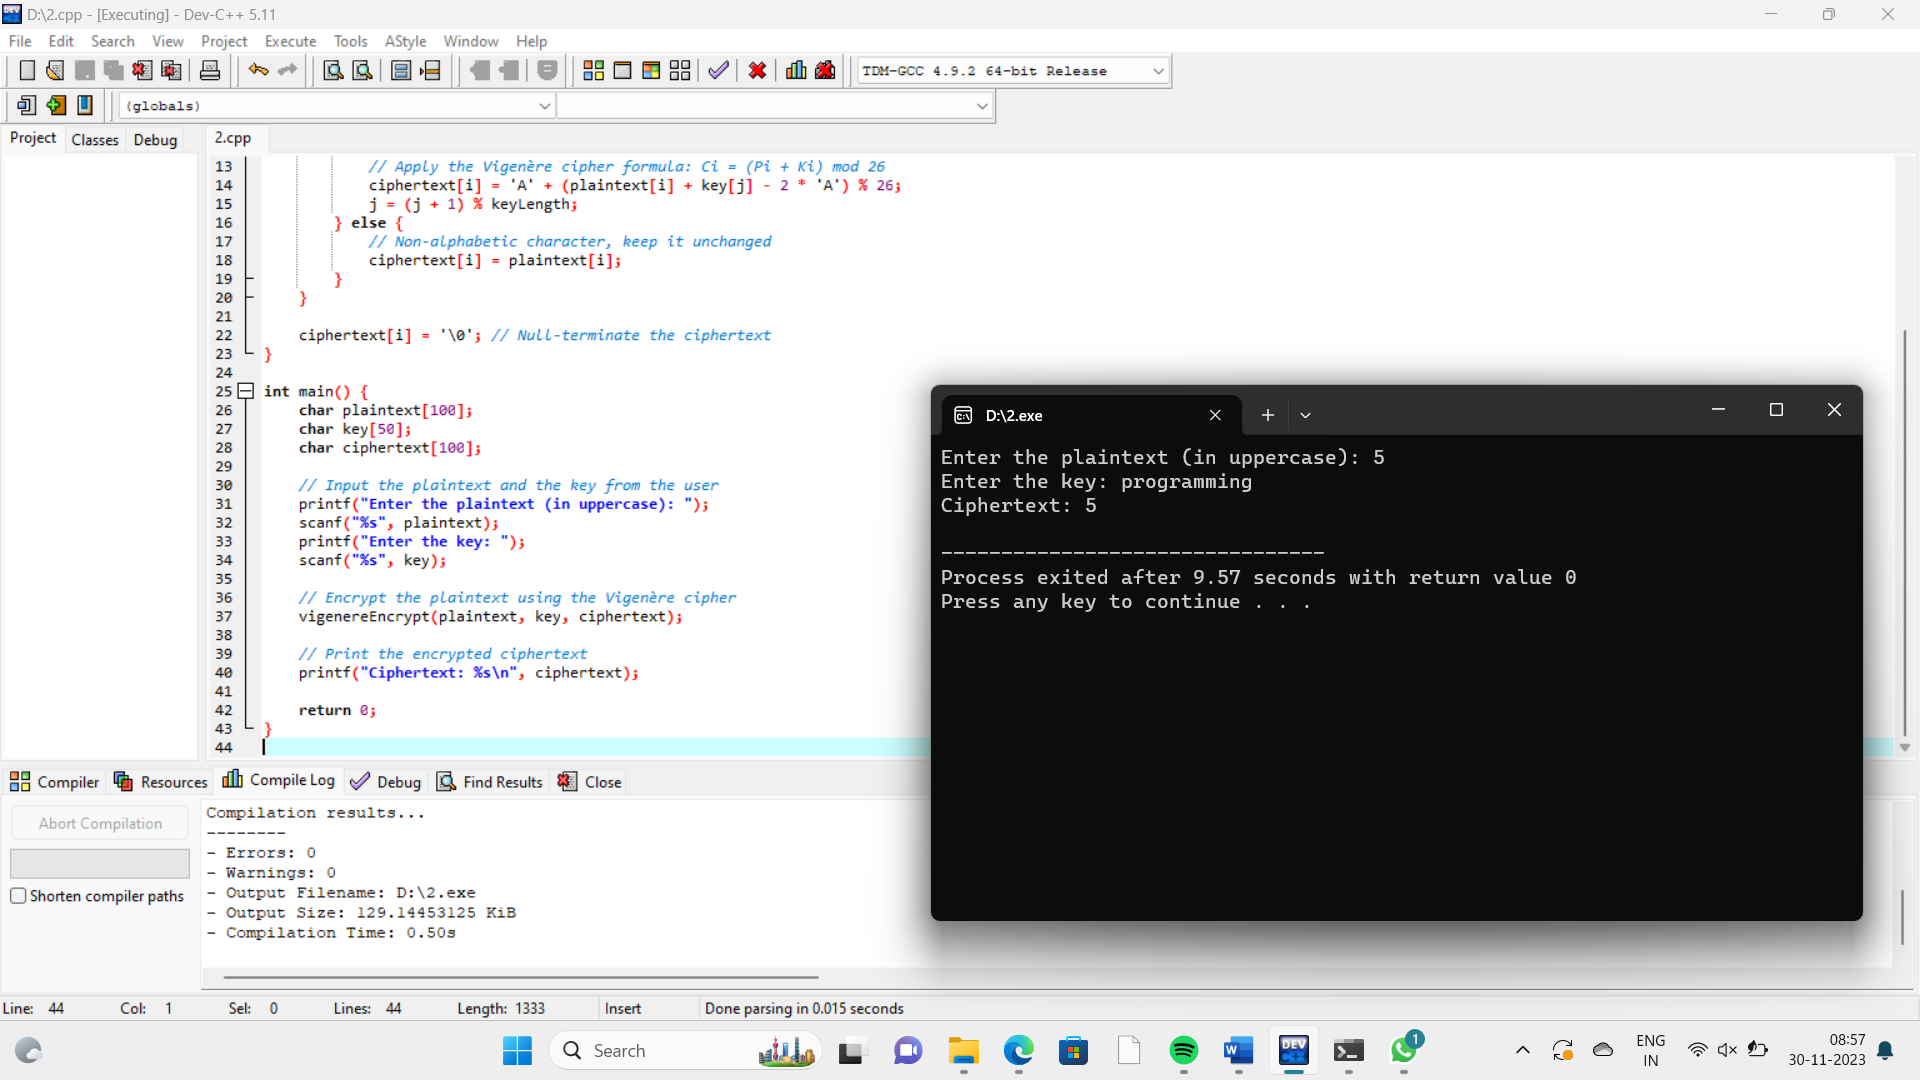 D:\2.cpp - [Executing] - Dev-C++ 5.11
File Edit Search View Project Execute Tools AStyle Window Help
TDM-GCC 4.9.2 64-bit Release
(globals)
Project Classes Debug 2.cpp
13 // Apply the Vigenère cipher formula: Ci = (Pi + Ki) mod 26
14 ciphertext[i] = 'A' + (plaintext[i] + key[j] - 2 * 'A') % 26;
15 j = (j + 1) % keyLength;
16 } else {
17 // Non-alphabetic character, keep it unchanged
18 ciphertext[i] = plaintext[i];
19 }
20 }
21
22 ciphertext[i] = '\0'; // Null-terminate the ciphertext
23 }
24
25 int main() {
26 char plaintext[100];
27 char key[50];
28 char ciphertext[100];
29
30 // Input the plaintext and the key from the user
31 printf("Enter the plaintext (in uppercase): ");
32 scanf("%s", plaintext);
33 printf("Enter the key: ");
34 scanf("%s", key);
35
36 // Encrypt the plaintext using the Vigenère cipher
37 vigenereEncrypt(plaintext, key, ciphertext);
38
39 // Print the encrypted ciphertext
40 printf("Ciphertext: %s\n", ciphertext);
41
42 return 0;
43 }
44
D:\2.exe
Enter the plaintext (in uppercase): 5
Enter the key: programming
Ciphertext: 5
--------------------------------
Process exited after 9.57 seconds with return value 0
Press any key to continue . . .
Compiler Resources Compile Log Debug Find Results Close
Abort Compilation
Shorten compiler paths
Compilation results...
--------
- Errors: 0
- Warnings: 0
- Output Filename: D:\2.exe
- Output Size: 129.14453125 KiB
- Compilation Time: 0.50s
Line: 44 Col: 1 Sel: 0 Lines: 44 Length: 1333 Insert Done parsing in 0.015 seconds
Search
W
DEV
C++
1
ENG
IN
08:57
30-11-2023